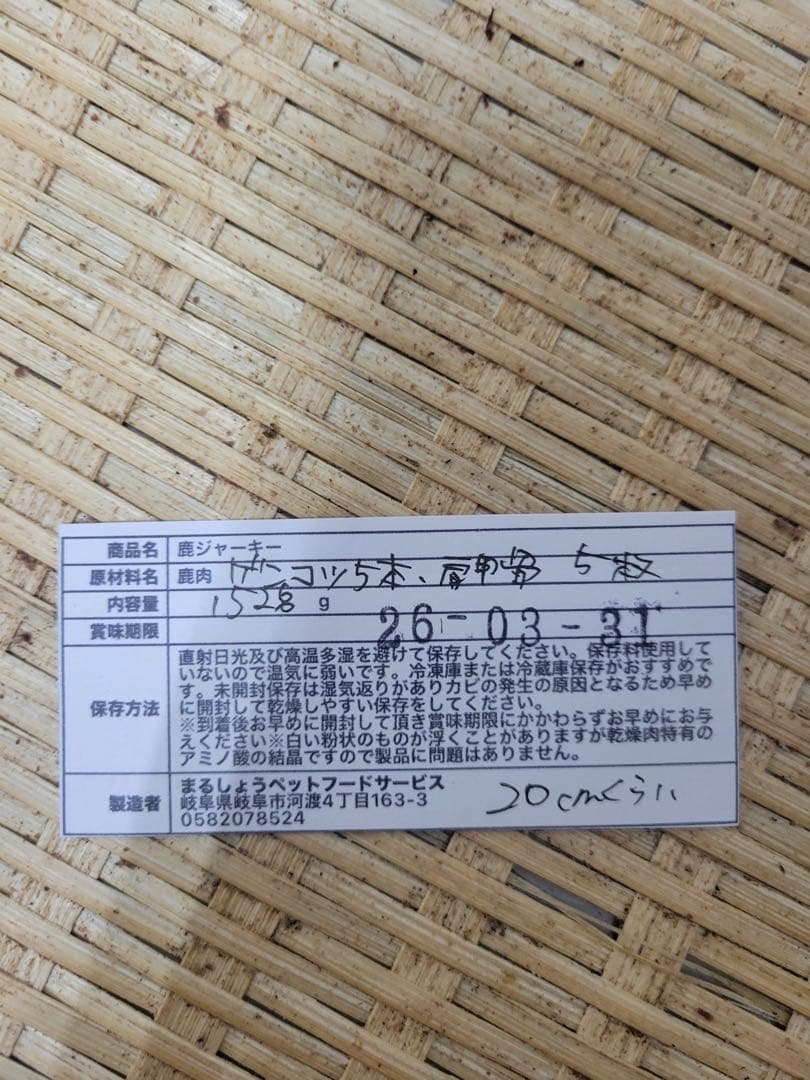 商品名 鹿ジャーキー
原材料名 鹿肉 ゲンコツ5本、肩甲骨 5枚
内容量 1528 g
賞味期限 26-03-31
保存方法 直射日光及び高温多湿を避けて保存してください。保存料使用して
いないので温気に弱いです。冷凍庫または冷蔵庫保存がおすすめで
す。未開封保存は湿気返りがありカビの発生の原因となるため早め
に開封して乾燥しやすい保存をしてください。
※到着後お早めに開封して頂き賞味期限にかかわらずお早めにお与
えください※白い粉状のものが浮くことがありますが乾燥肉特有の
アミノ酸の結晶ですので製品に問題はありません。
製造者 まるしょうペットフードサービス
岐阜県岐阜市河渡4丁目163-3
0582078524
20cmくらい